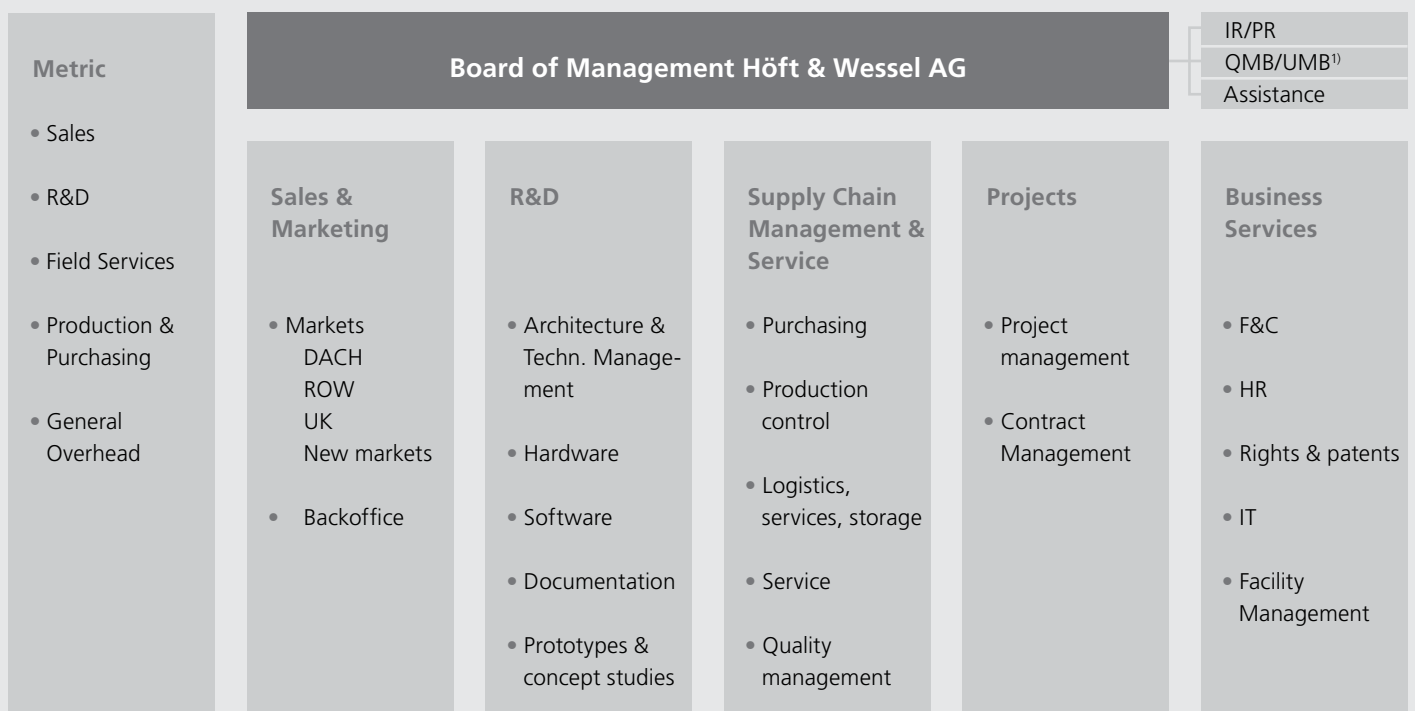 Metric
• Sales
• R&D
• Field Services
• Production &
Purchasing
• General
Overhead
Board of Management Höft & Wessel AG
IR/PR
QMB/UMB¹⁾
Assistance
Sales &
Marketing
• Markets
DACH
ROW
UK
New markets
• Backoffice
R&D
• Architecture &
Techn. Manage-
ment
• Hardware
• Software
• Documentation
• Prototypes &
concept studies
Supply Chain
Management &
Service
• Purchasing
• Production
control
• Logistics,
services, storage
• Service
• Quality
management
Projects
• Project
management
• Contract
Management
Business
Services
• F&C
• HR
• Rights & patents
• IT
• Facility
Management